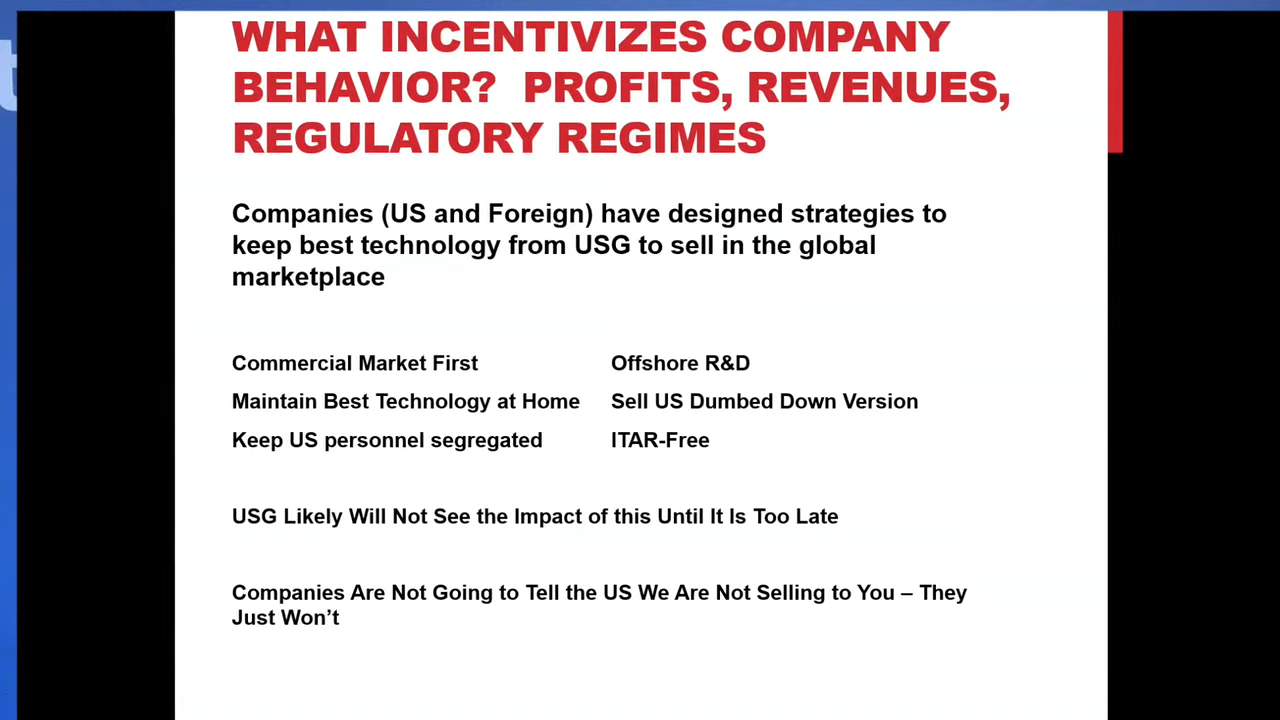 WHAT INCENTIVIZES COMPANY
BEHAVIOR?  PROFITS, REVENUES,
REGULATORY REGIMES
Companies (US and Foreign) have designed strategies to
keep best technology from USG to sell in the global
marketplace
Commercial Market First
Offshore R&D
Maintain Best Technology at Home
Sell US Dumbed Down Version
Keep US personnel segregated
ITAR-Free
USG Likely Will Not See the Impact of this Until It Is Too Late
Companies Are Not Going to Tell the US We Are Not Selling to You – They
Just Won’t